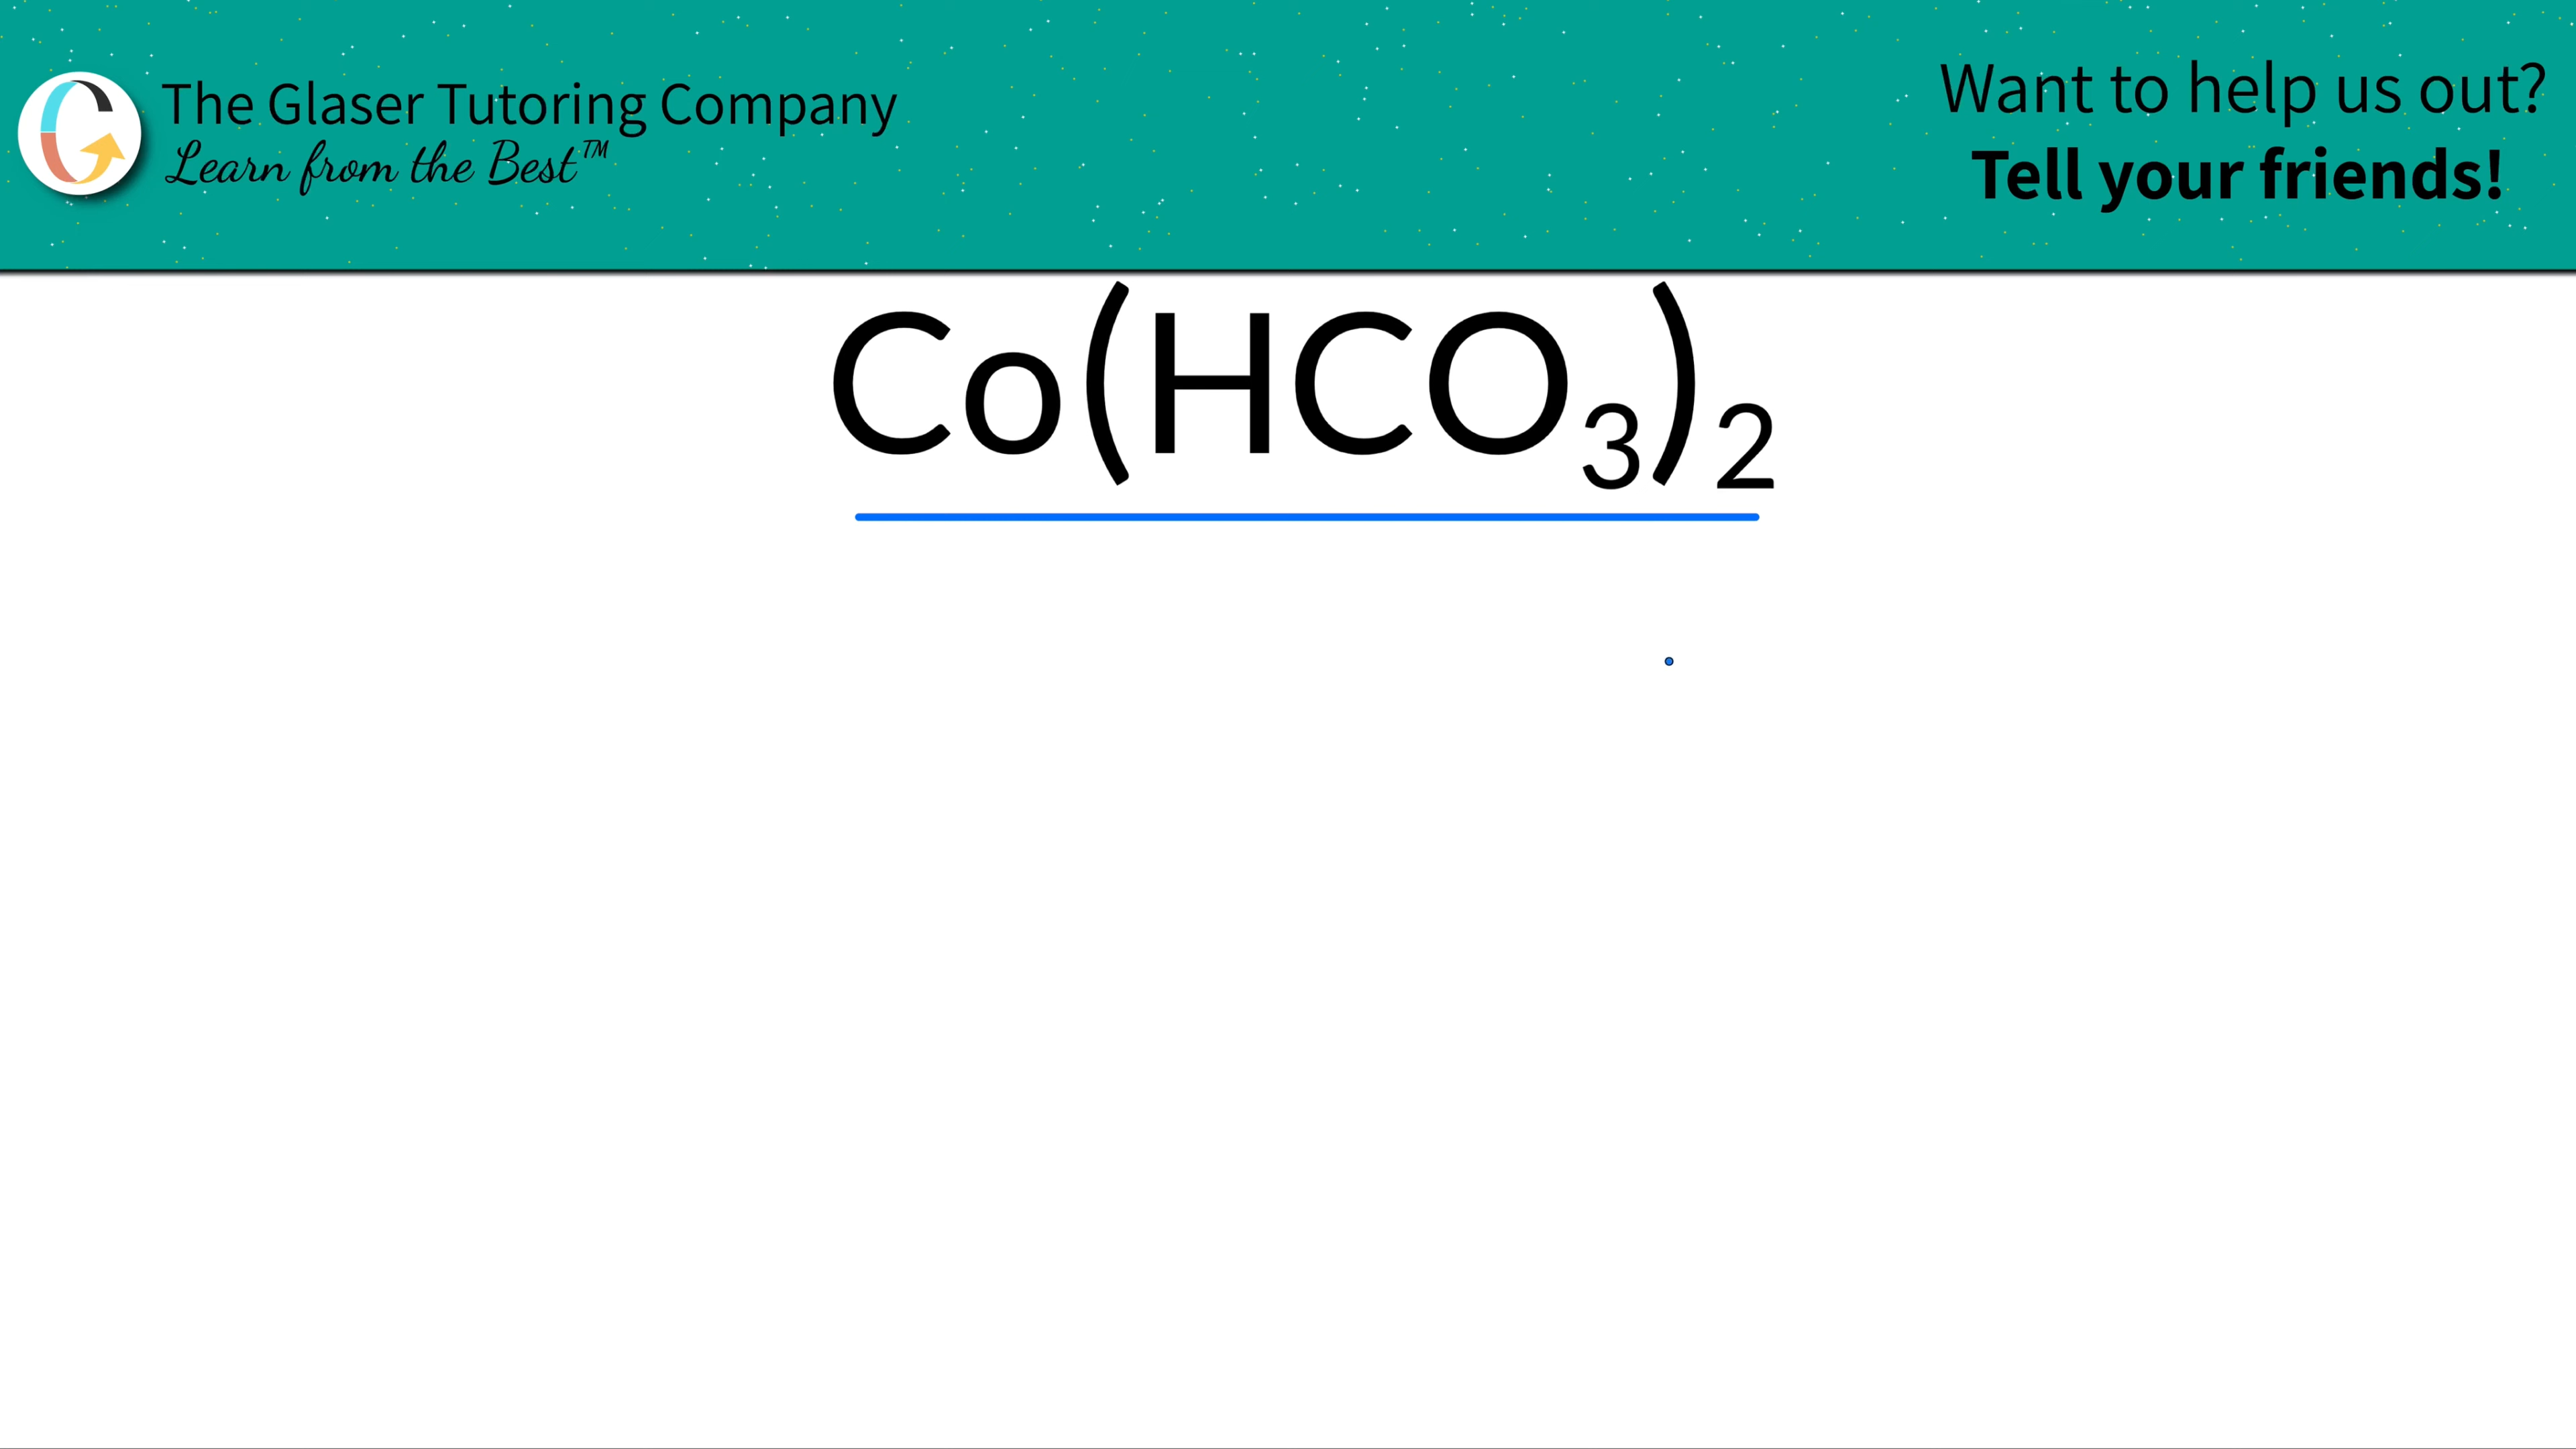 The Glaser Tutoring Company
Learn from the Best™
Want to help us out?
Tell your friends!
Co(HCO₃)₂